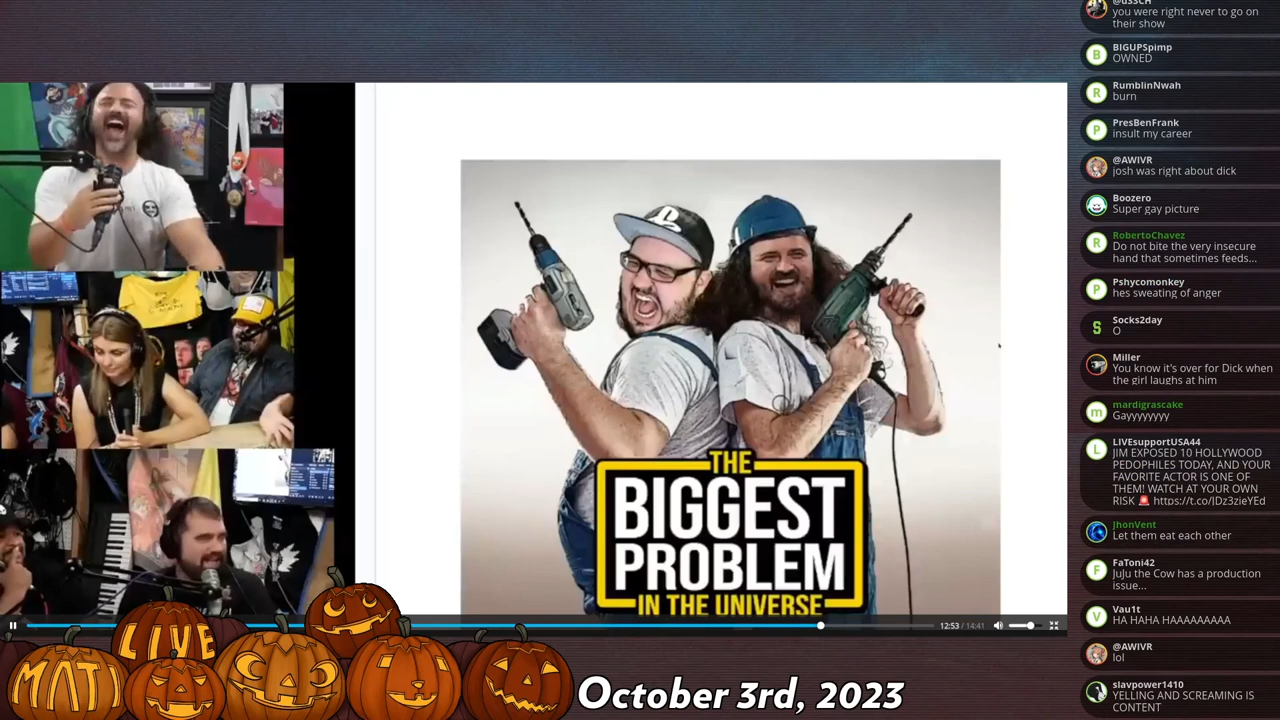 @u33CH
you were right never to go on
their show
BIGUPSpimp
OWNED
RumblinNwah
burn
PresBenFrank
insult my career
@AWIVR
josh was right about dick
Boozero
Super gay picture
RobertoChavez
Do not bite the very insecure
hand that sometimes feeds...
Pshycomonkey
hes sweating of anger
Socks2day
O
Miller
You know it's over for Dick when
the girl laughs at him
mardigrascake
Gayyyyyyyy
LIVEsupportUSA44
JIM EXPOSED 10 HOLLYWOOD
PEDOPHILES TODAY, AND YOUR
FAVORITE ACTOR IS ONE OF
THEM! WATCH AT YOUR OWN
RISK 🚨 https://t.co/IDz3zieYEd
JhonVent
Let them eat each other
FaToni42
JuJu the Cow has a production
issue...
Vau1t
HA HAHA HAAAAAAAAA
@AWIVR
lol
slavpower1410
YELLING AND SCREAMING IS
CONTENT
THE
BIGGEST
PROBLEM
IN THE UNIVERSE
12:53 / 14:41
LIVE
MATI
October 3rd, 2023